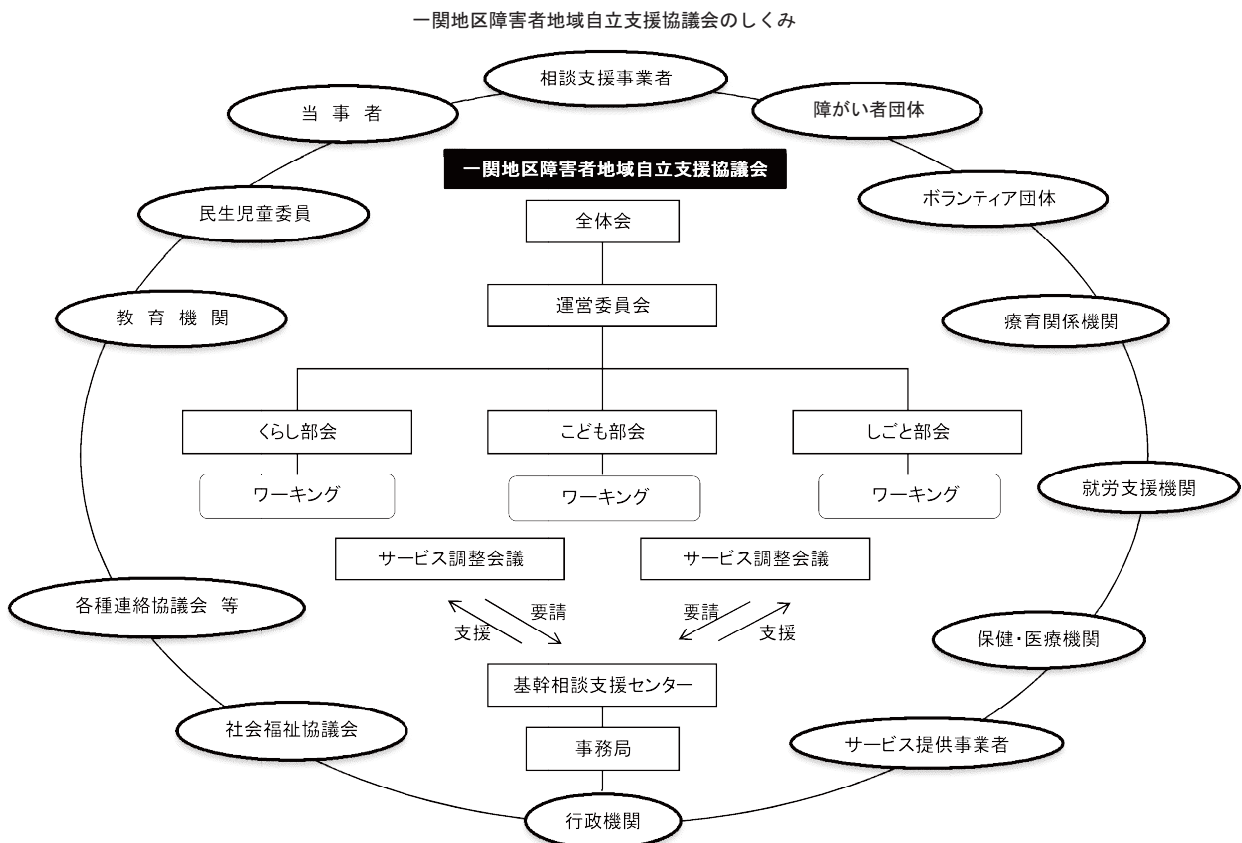 一関地区障害者地域自立支援協議会のしくみ
相談支援事業者
当 事 者
障がい者団体
一関地区障害者地域自立支援協議会
民生児童委員
ボランティア団体
全体会
運営委員会
教 育 機 関
療育関係機関
くらし部会
こども部会
しごと部会
ワーキング
ワーキング
ワーキング
就労支援機関
サービス調整会議
サービス調整会議
各種連絡協議会 等
要請
支援
要請
支援
保健・医療機関
基幹相談支援センター
社会福祉協議会
事務局
サービス提供事業者
行政機関